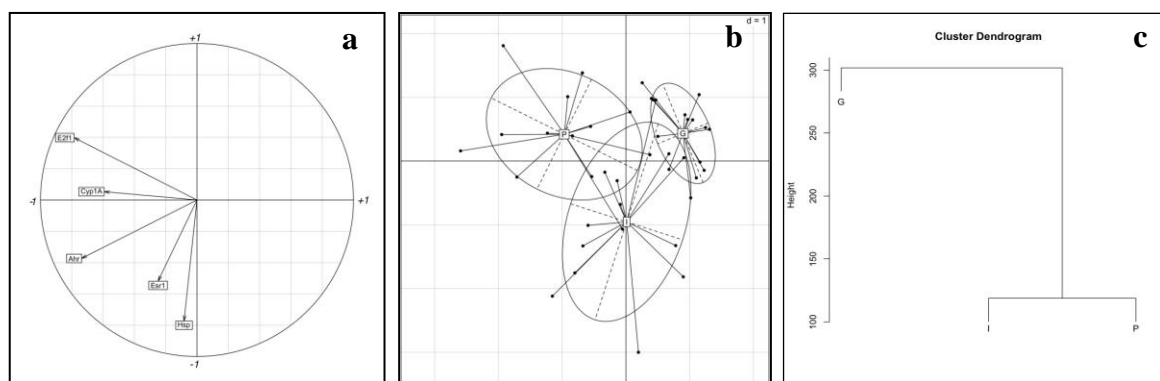 a
+1
E2f1
Cyp1A
-1
+1
Ahr
Esr1
Hsp
-1
b
d = 1
P
G
I
c
Cluster Dendrogram
Height
300
250
200
150
100
G
I
P